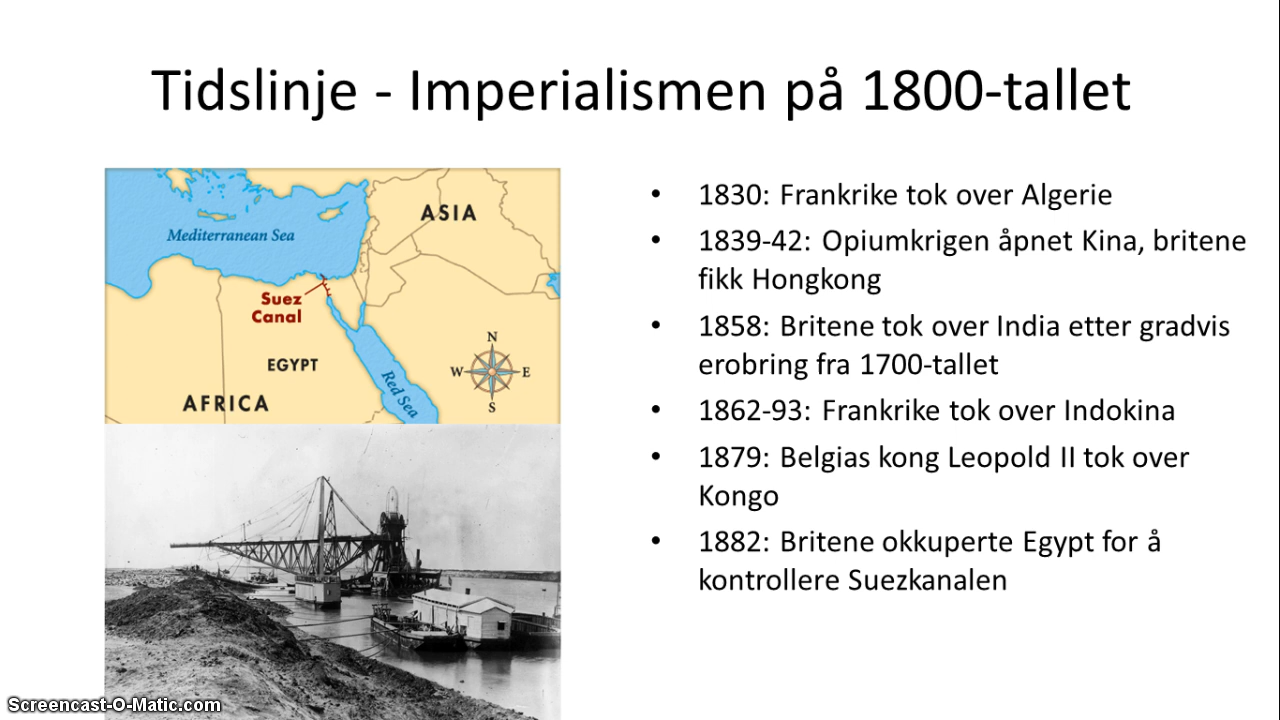 Tidslinje - Imperialismen på 1800-tallet
Mediterranean Sea
ASIA
Suez
Canal
EGYPT
AFRICA
Red Sea
N
W E
S
• 1830: Frankrike tok over Algerie
• 1839-42: Opiumkrigen åpnet Kina, britene
fikk Hongkong
• 1858: Britene tok over India etter gradvis
erobring fra 1700-tallet
• 1862-93: Frankrike tok over Indokina
• 1879: Belgias kong Leopold II tok over
Kongo
• 1882: Britene okkuperte Egypt for å
kontrollere Suezkanalen
Screencast-O-Matic.com